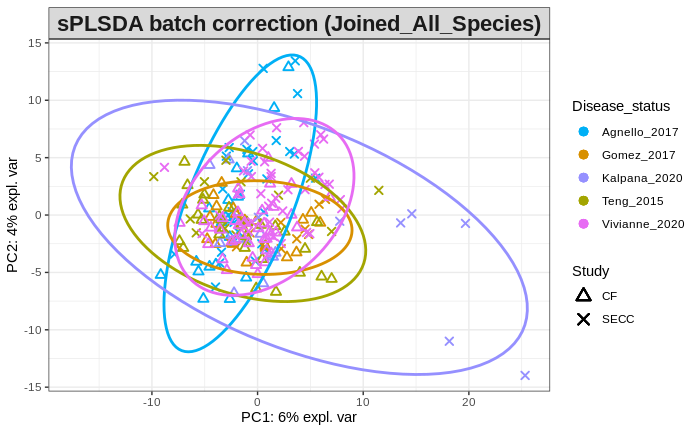 sPLSDA batch correction (Joined_All_Species)
15
10
5
0
-5
-10
-15
-10
0
10
20
PC1: 6% expl. var
PC2: 4% expl. var
Disease_status
Agnello_2017
Gomez_2017
Kalpana_2020
Teng_2015
Vivianne_2020
Study
CF
SECC